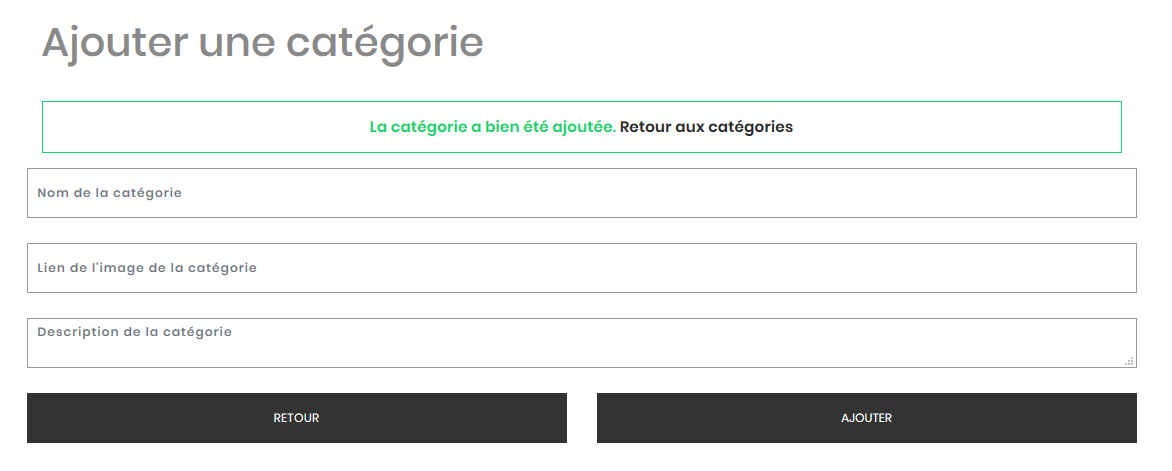 Ajouter une catégorie
La catégorie a bien été ajoutée. Retour aux catégories
Nom de la catégorie
Lien de l'image de la catégorie
Description de la catégorie
RETOUR
AJOUTER